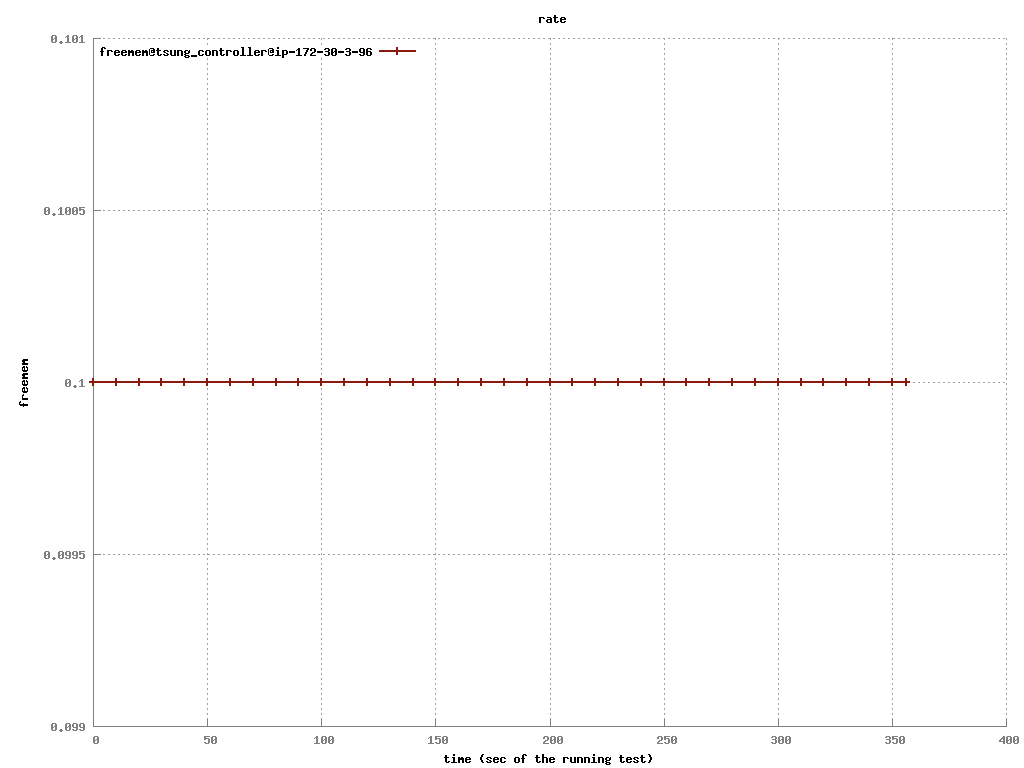 rate
0.101
freemem@tsung_controller@ip-172-30-3-96
0.1005
0.1
freemem
0.0995
0.099
0 50 100 150 200 250 300 350 400
time (sec of the running test)